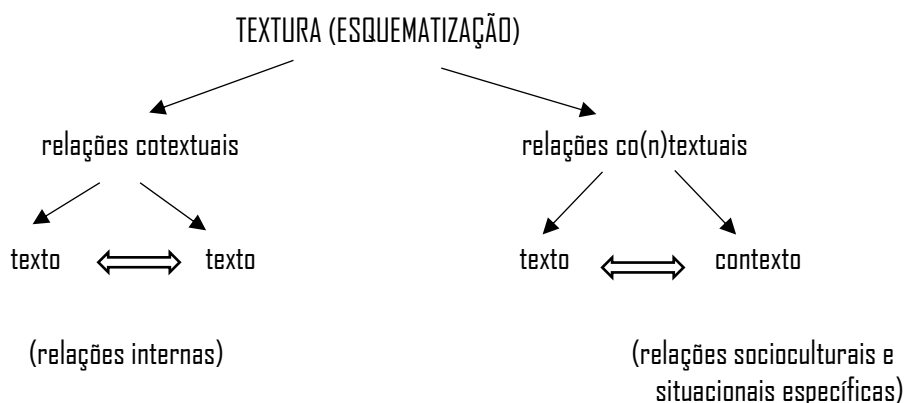 TEXTURA (ESQUEMATIZAÇÃO)
relações cotextuais
relações co(n)textuais
texto
texto
texto
contexto
(relações internas)
(relações socioculturais e
situacionais específicas)